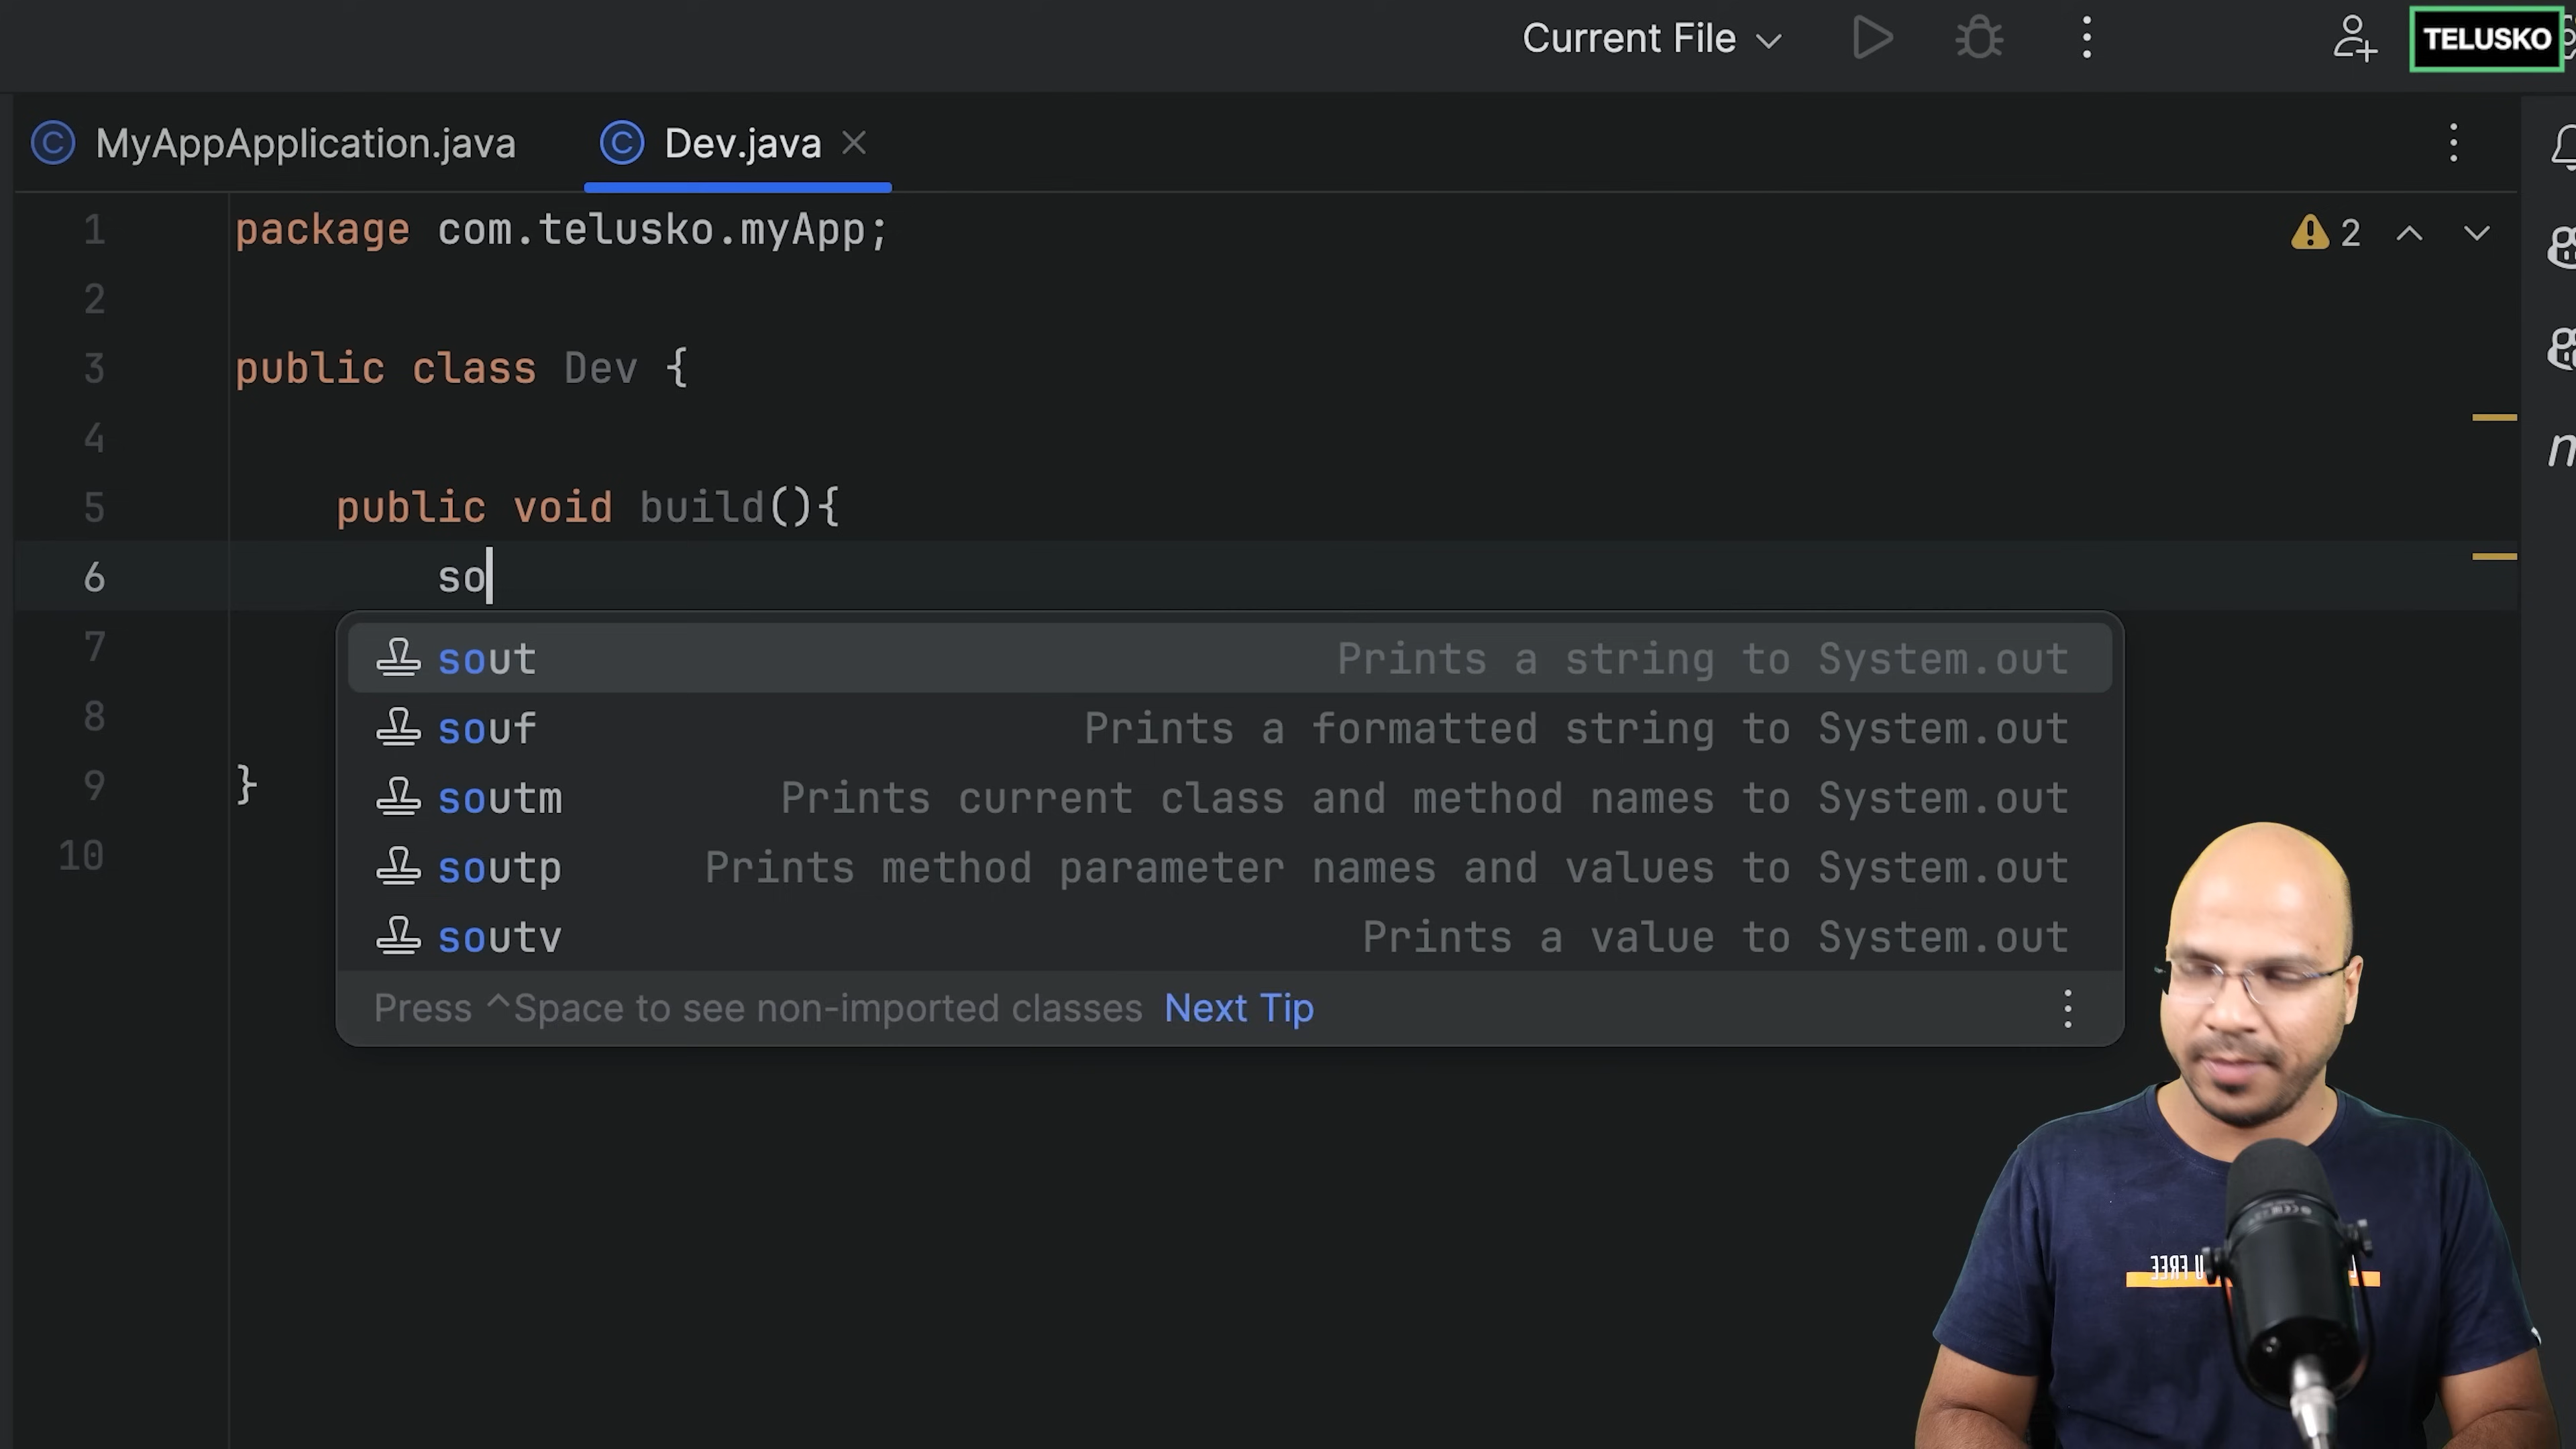 Current File
TELUSKO
MyAppApplication.java
Dev.java
2
1 package com.telusko.myApp;
2
3 public class Dev {
4
5 public void build(){
6 so
7
8
9 }
10
sout Prints a string to System.out
souf Prints a formatted string to System.out
soutm Prints current class and method names to System.out
soutp Prints method parameter names and values to System.out
soutv Prints a value to System.out
Press ^Space to see non-imported classes Next Tip
U FREE